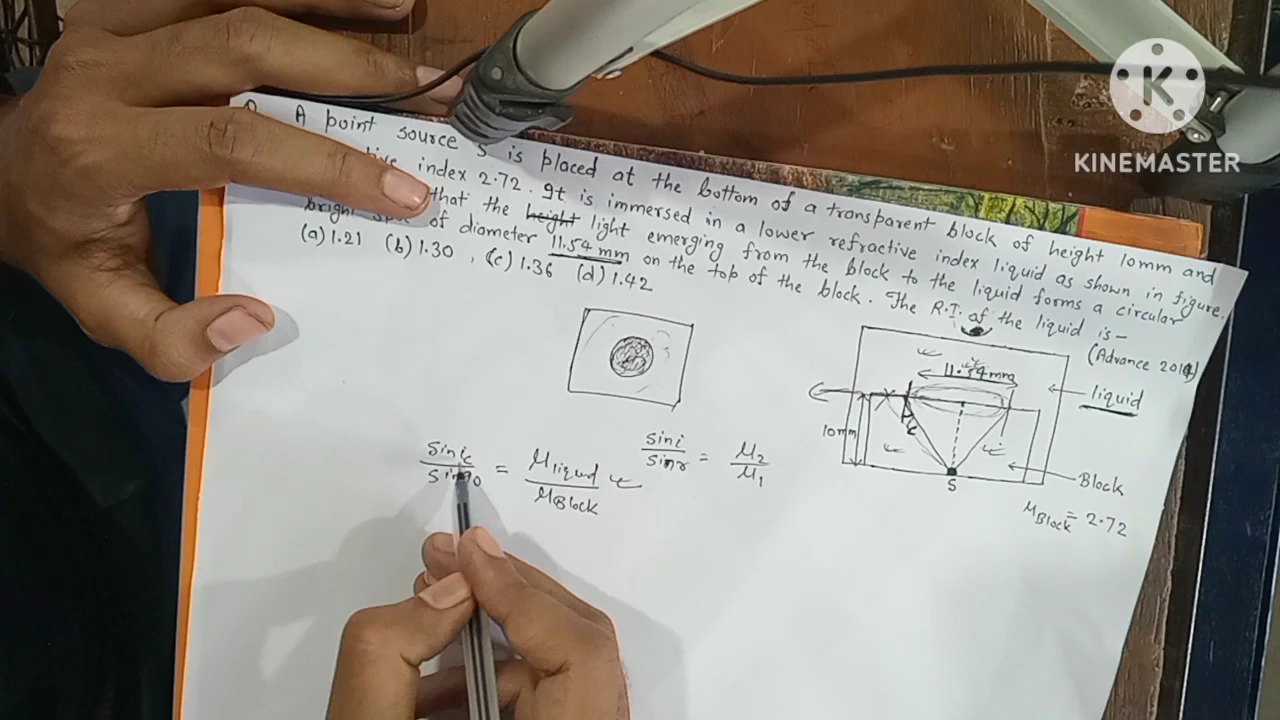 A point source S is placed at the bottom of a transparent block of height 10mm and
index 2.72. It is immersed in a lower refractive index liquid as shown in figure.
that the height light emerging from the block to the liquid forms a circular
bright spot of diameter 11.54 mm on the top of the block. The R.I. of the liquid is-
(a) 1.21 (b) 1.30, (c) 1.36 (d) 1.42
(Advance 2014)
11.54mm
liquid
10mm
C
S
Block
μBlock = 2.72
sin ic / sin 90 = μliquid / μBlock
sin i / sin r = μ2 / μ1
K
KINEMASTER